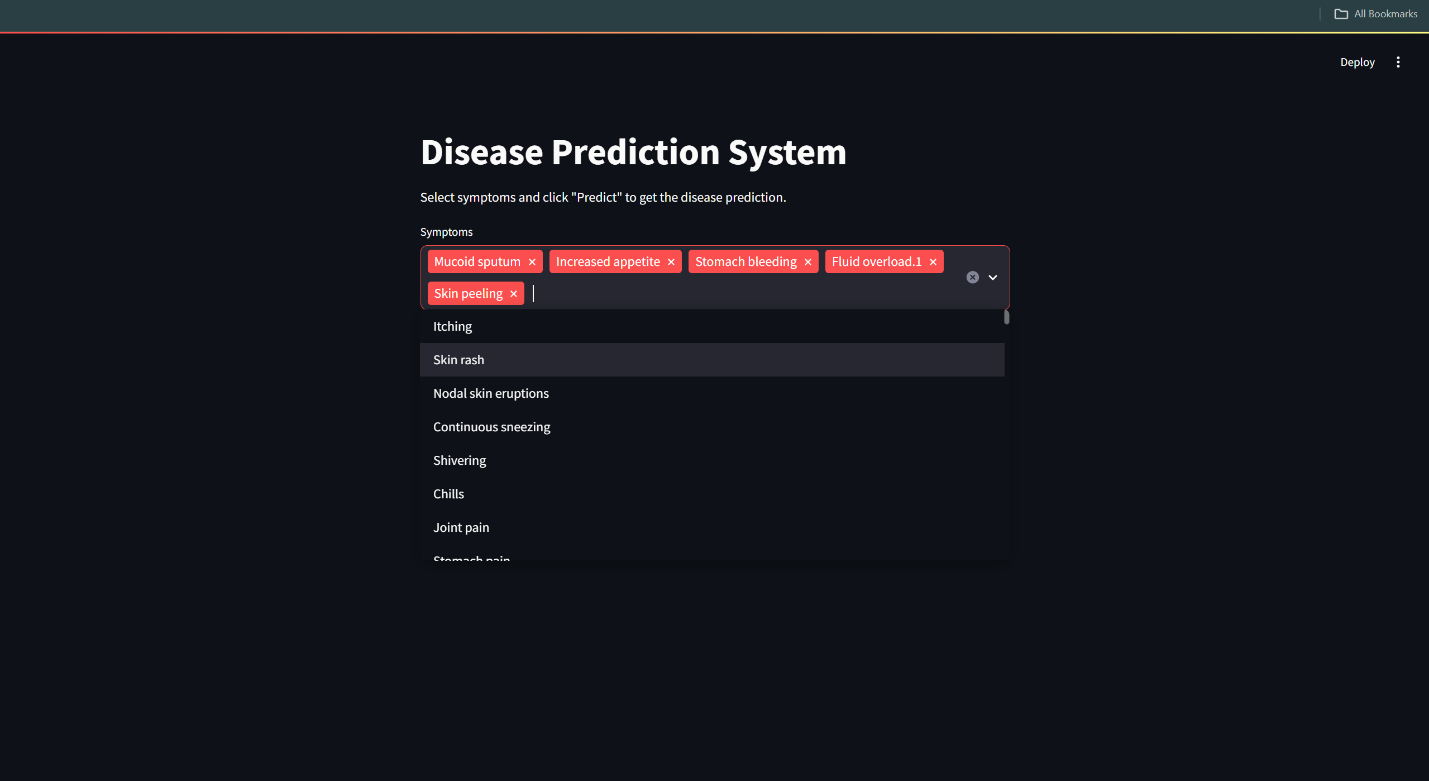 All Bookmarks
Deploy
Disease Prediction System
Select symptoms and click "Predict" to get the disease prediction.
Symptoms
Mucoid sputum Increased appetite Stomach bleeding Fluid overload.1
Skin peeling
Itching
Skin rash
Nodal skin eruptions
Continuous sneezing
Shivering
Chills
Joint pain
Stomach pain